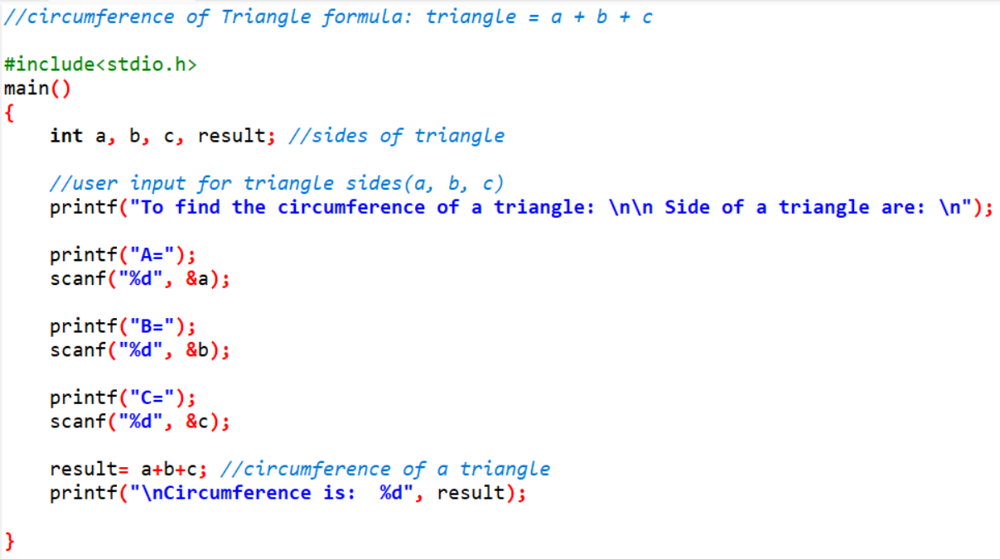 //circumference of Triangle formula: triangle = a + b + c
#include<stdio.h>
main()
{
    int a, b, c, result; //sides of triangle
    //user input for triangle sides(a, b, c)
    printf("To find the circumference of a triangle: \n\n Side of a triangle are: \n");
    printf("A=");
    scanf("%d", &a);
    printf("B=");
    scanf("%d", &b);
    printf("C=");
    scanf("%d", &c);
    result= a+b+c; //circumference of a triangle
    printf("\nCircumference is:  %d", result);
}